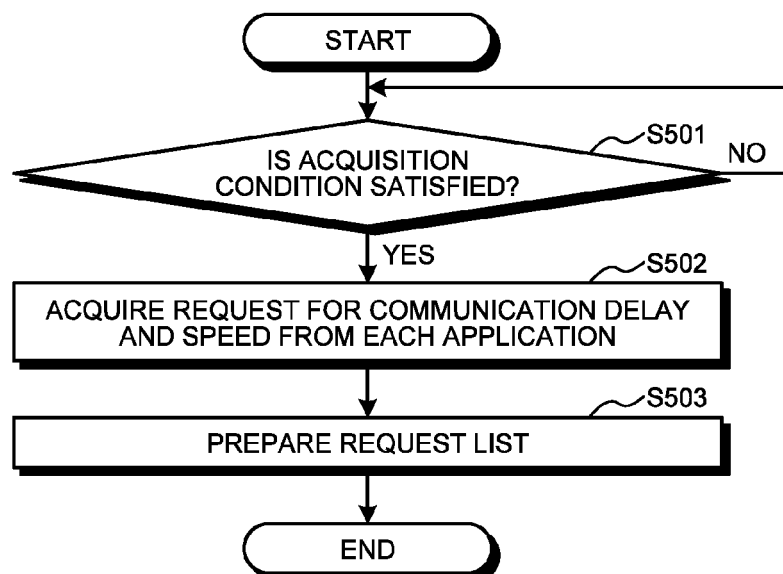 START
S501
IS ACQUISITION
CONDITION SATISFIED?
NO
YES
S502
ACQUIRE REQUEST FOR COMMUNICATION DELAY
AND SPEED FROM EACH APPLICATION
S503
PREPARE REQUEST LIST
END